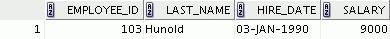 EMPLOYEE_ID LAST_NAME HIRE_DATE SALARY
1 103 Hunold 03-JAN-1990 9000